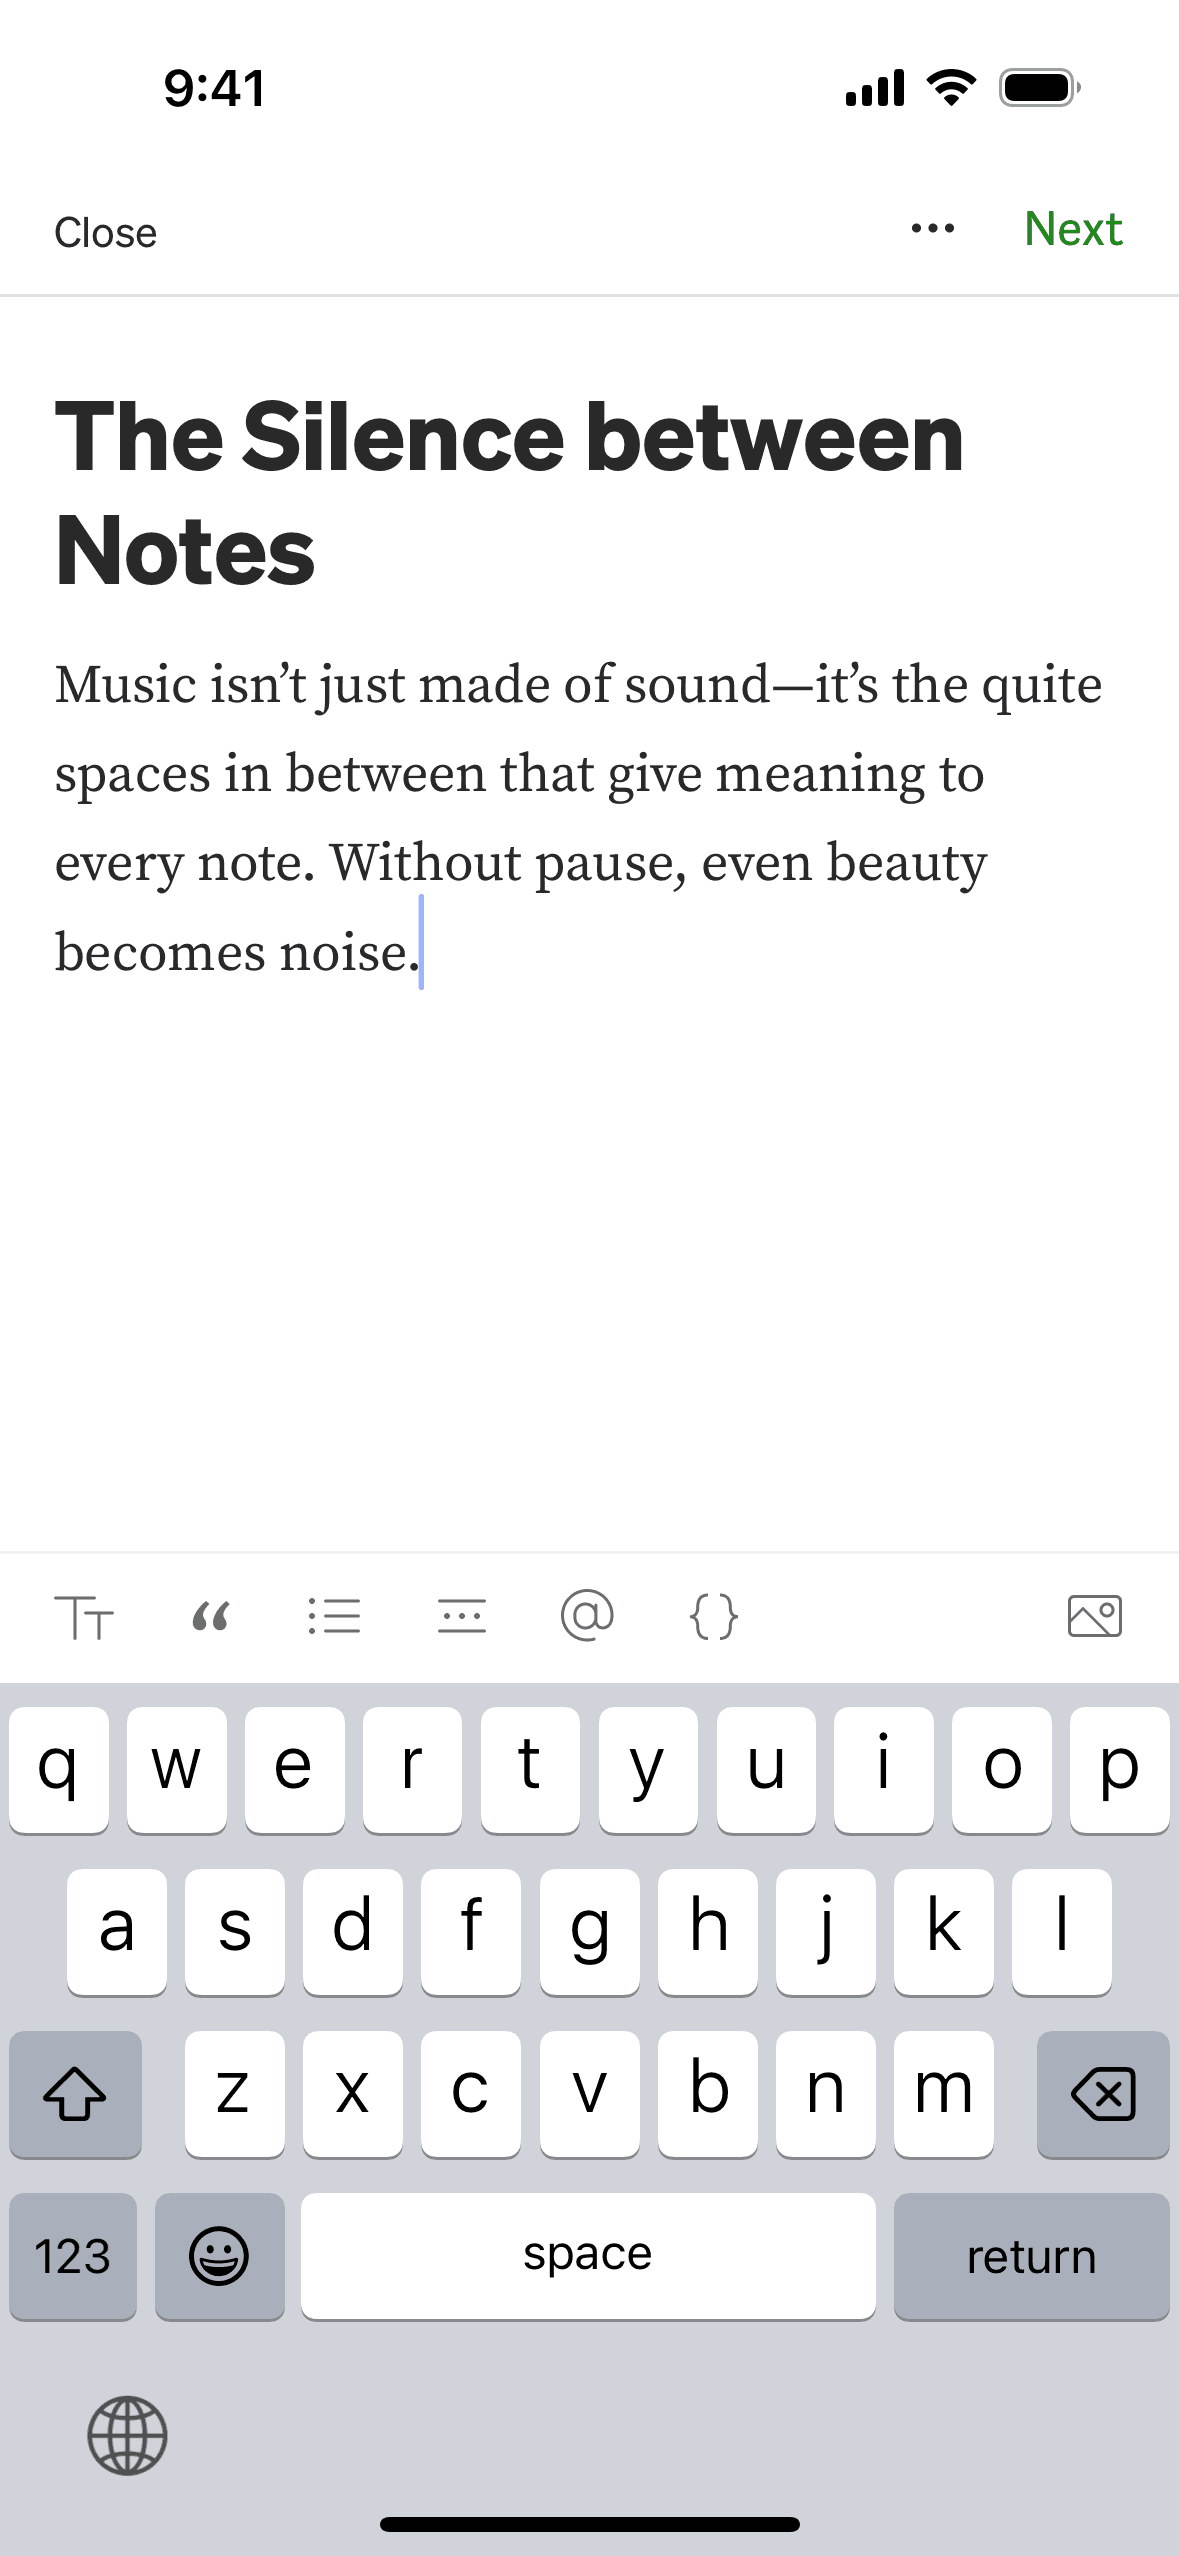 9:41
Close
Next
The Silence between
Notes
Music isn’t just made of sound—it’s the quite
spaces in between that give meaning to
every note. Without pause, even beauty
becomes noise.
q w e r t y u i o p
a s d f g h j k l
z x c v b n m
123 space return